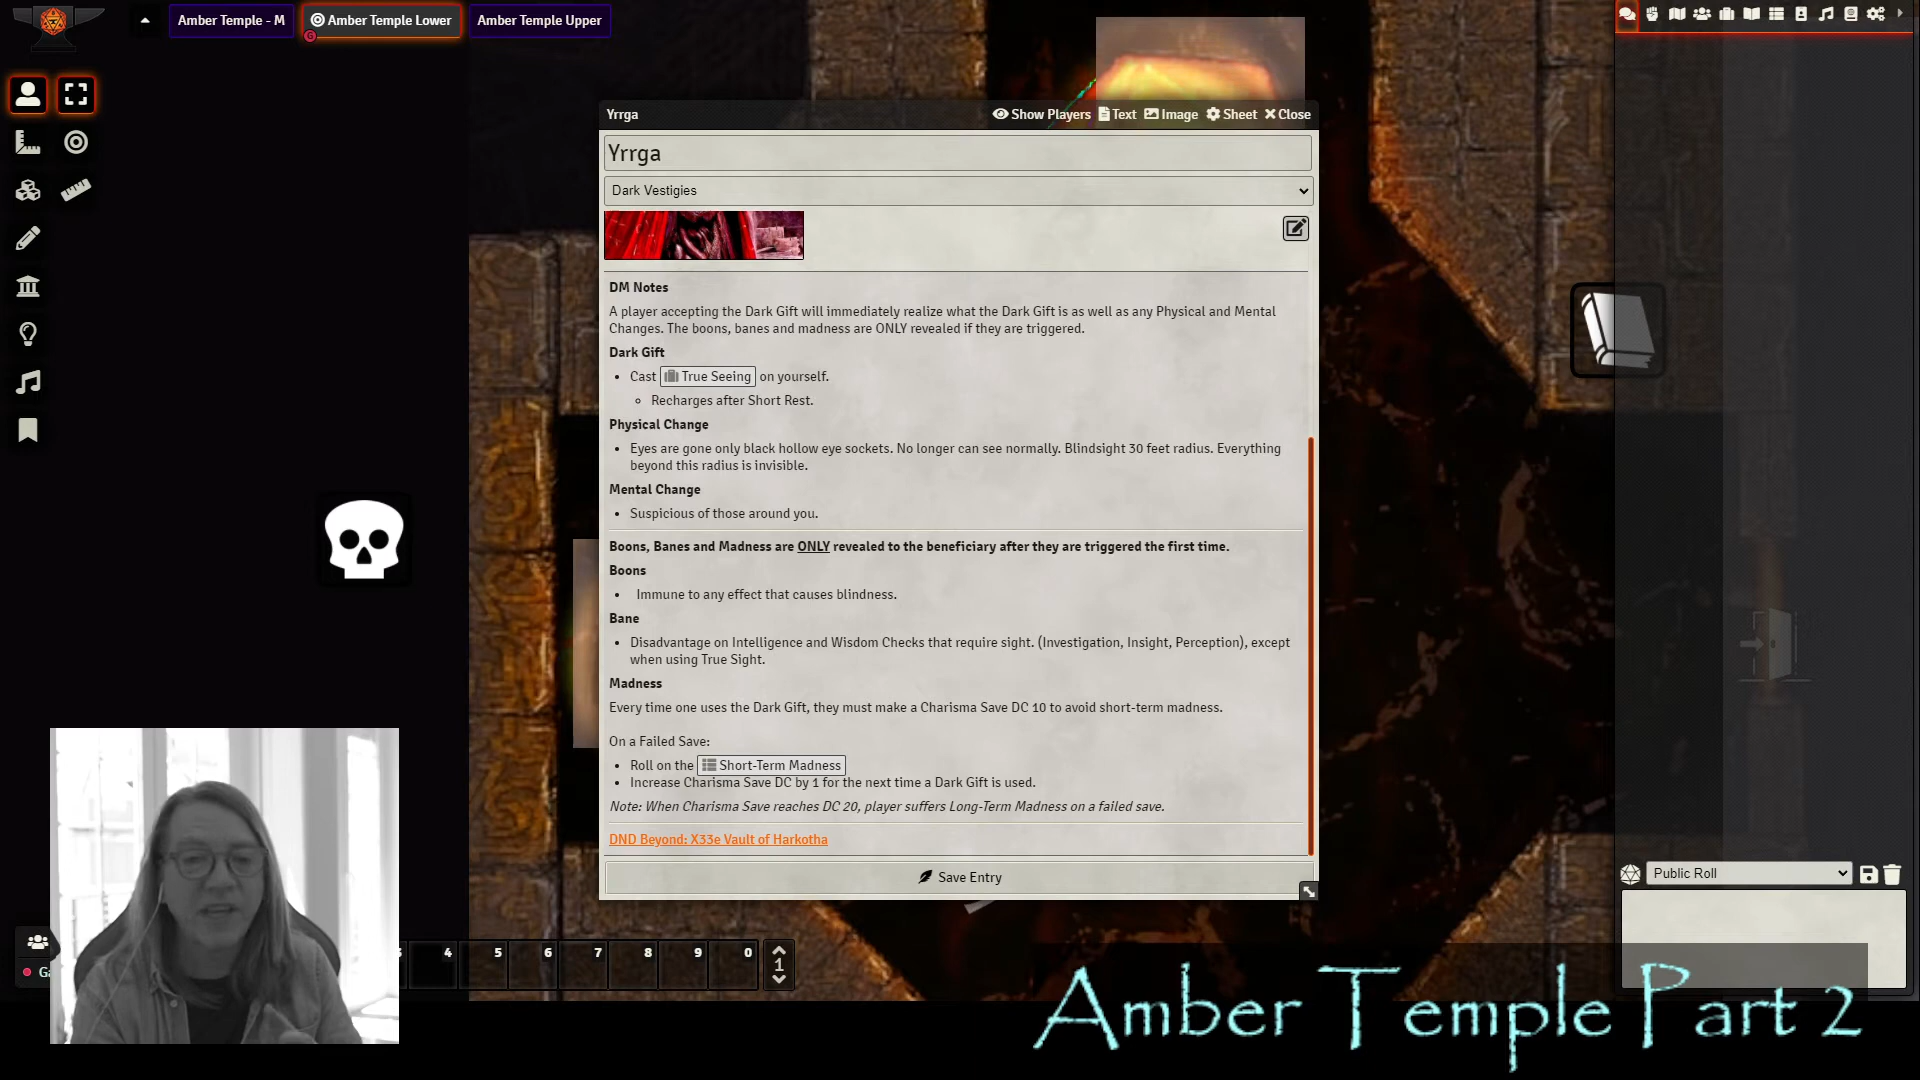 Amber Temple - M
Amber Temple Lower
G
Amber Temple Upper
Yrrga
Show Players
Text
Image
Sheet
Close
Yrrga
Dark Vestigies
DM Notes
A player accepting the Dark Gift will immediately realize what the Dark Gift is as well as any Physical and Mental
Changes. The boons, banes and madness are ONLY revealed if they are triggered.
Dark Gift
Cast True Seeing on yourself.
Recharges after Short Rest.
Physical Change
Eyes are gone only black hollow eye sockets. No longer can see normally. Blindsight 30 feet radius. Everything
beyond this radius is invisible.
Mental Change
Suspicious of those around you.
Boons, Banes and Madness are ONLY revealed to the beneficiary after they are triggered the first time.
Boons
Immune to any effect that causes blindness.
Bane
Disadvantage on Intelligence and Wisdom Checks that require sight. (Investigation, Insight, Perception), except
when using True Sight.
Madness
Every time one uses the Dark Gift, they must make a Charisma Save DC 10 to avoid short-term madness.
On a Failed Save:
Roll on the Short-Term Madness
Increase Charisma Save DC by 1 for the next time a Dark Gift is used.
Note: When Charisma Save reaches DC 20, player suffers Long-Term Madness on a failed save.
DND Beyond: X33e Vault of Harkotha
Save Entry
Public Roll
4 5 6 7 8 9 0
1
Amber Temple Part 2